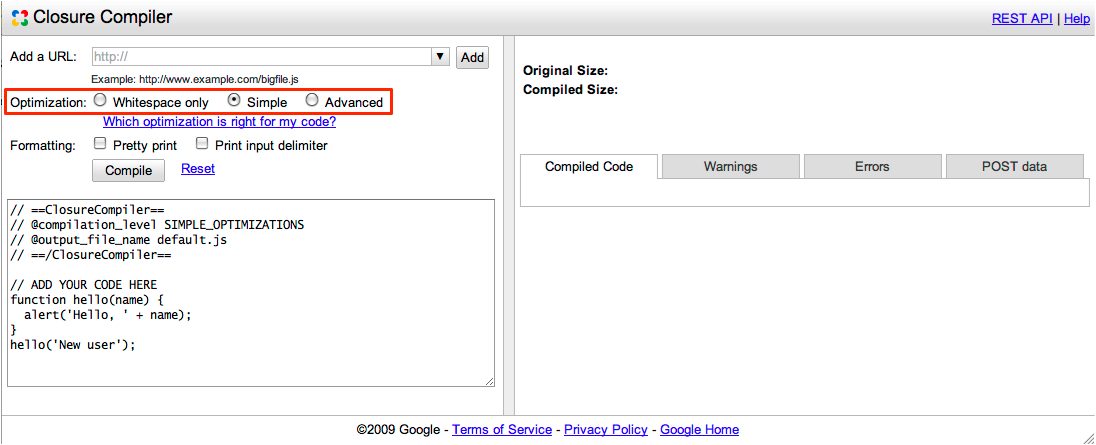 Closure Compiler
REST API | Help
Add a URL: http:// ▼ Add
Example: http://www.example.com/bigfile.js
Optimization: Whitespace only Simple Advanced
Which optimization is right for my code?
Formatting: Pretty print Print input delimiter
Compile Reset
// ==ClosureCompiler==
// @compilation_level SIMPLE_OPTIMIZATIONS
// @output_file_name default.js
// ==/ClosureCompiler==
// ADD YOUR CODE HERE
function hello(name) {
  alert('Hello, ' + name);
}
hello('New user');
Original Size:
Compiled Size:
Compiled Code Warnings Errors POST data
©2009 Google - Terms of Service - Privacy Policy - Google Home